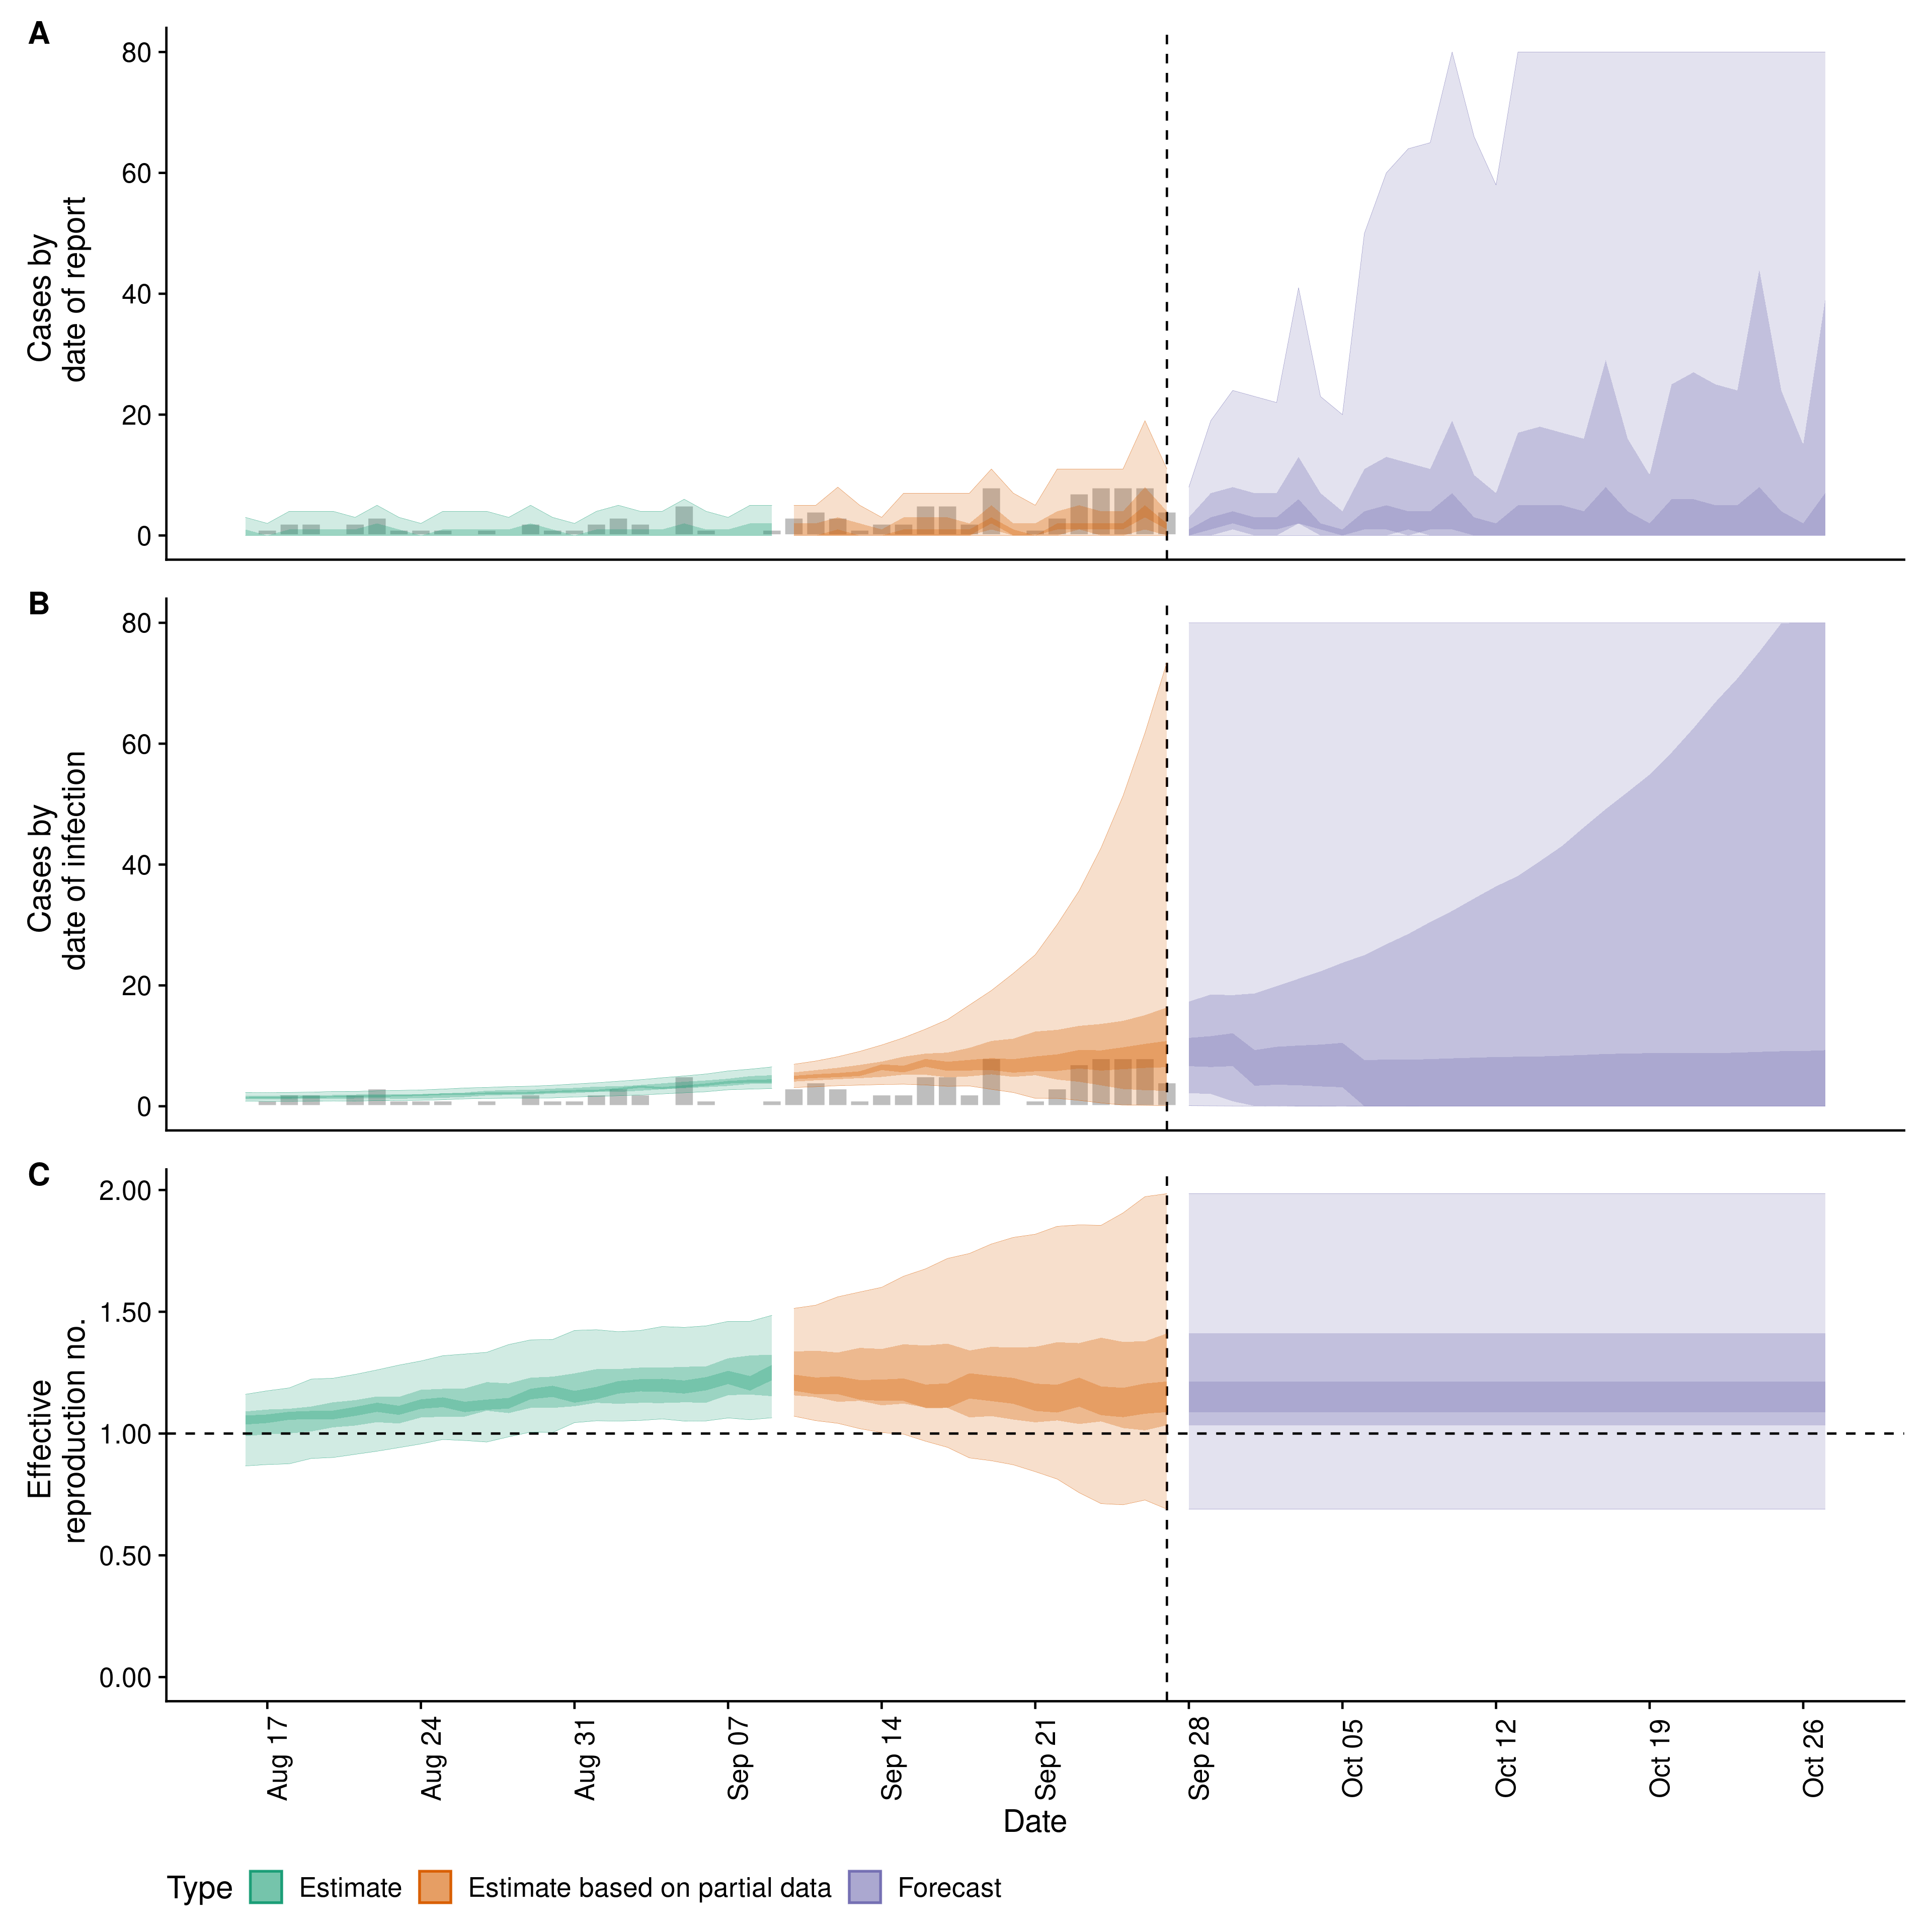 A
80
60
40
20
0
Cases by
date of report
B
80
60
40
20
0
Cases by
date of infection
C
2.00
1.50
1.00
0.50
0.00
Effective
reproduction no.
Aug 17
Aug 24
Aug 31
Sep 07
Sep 14
Sep 21
Sep 28
Oct 05
Oct 12
Oct 19
Oct 26
Date
Type Estimate Estimate based on partial data Forecast